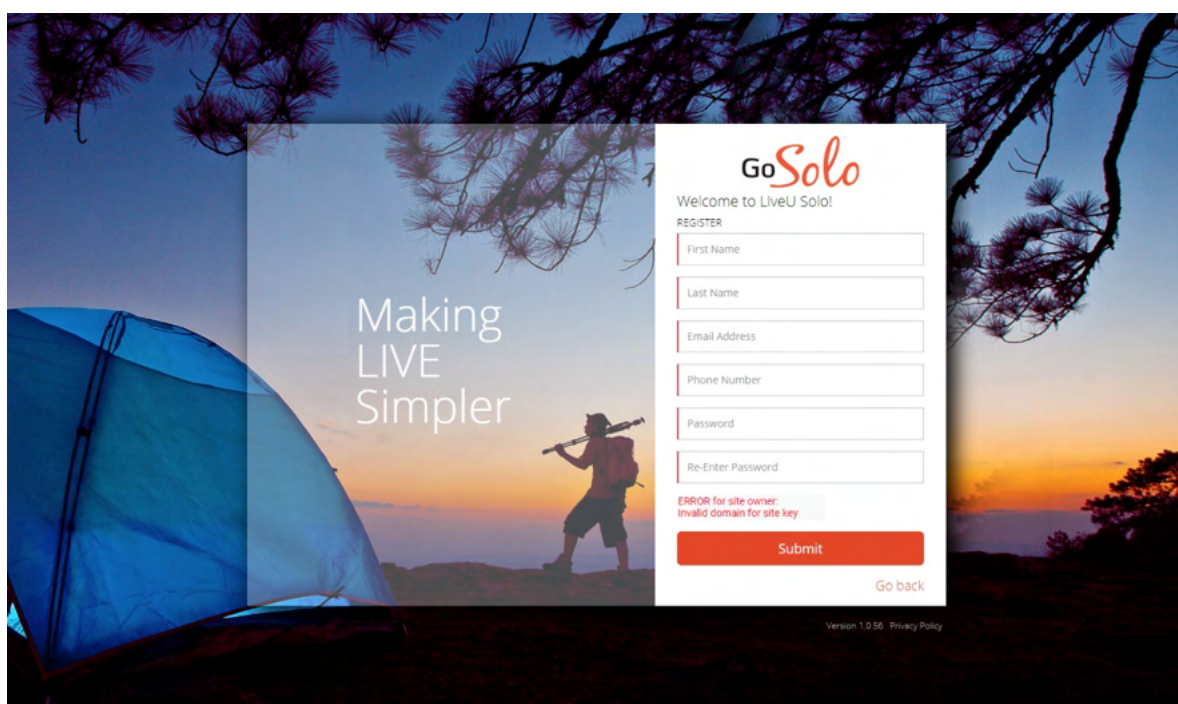 Making
LIVE
Simpler
GoSolo
Welcome to LiveU Solo!
REGISTER
First Name
Last Name
Email Address
Phone Number
Password
Re-Enter Password
ERROR for site owner:
Invalid domain for site key
Submit
Go back
Version 1.0.56 Privacy Policy